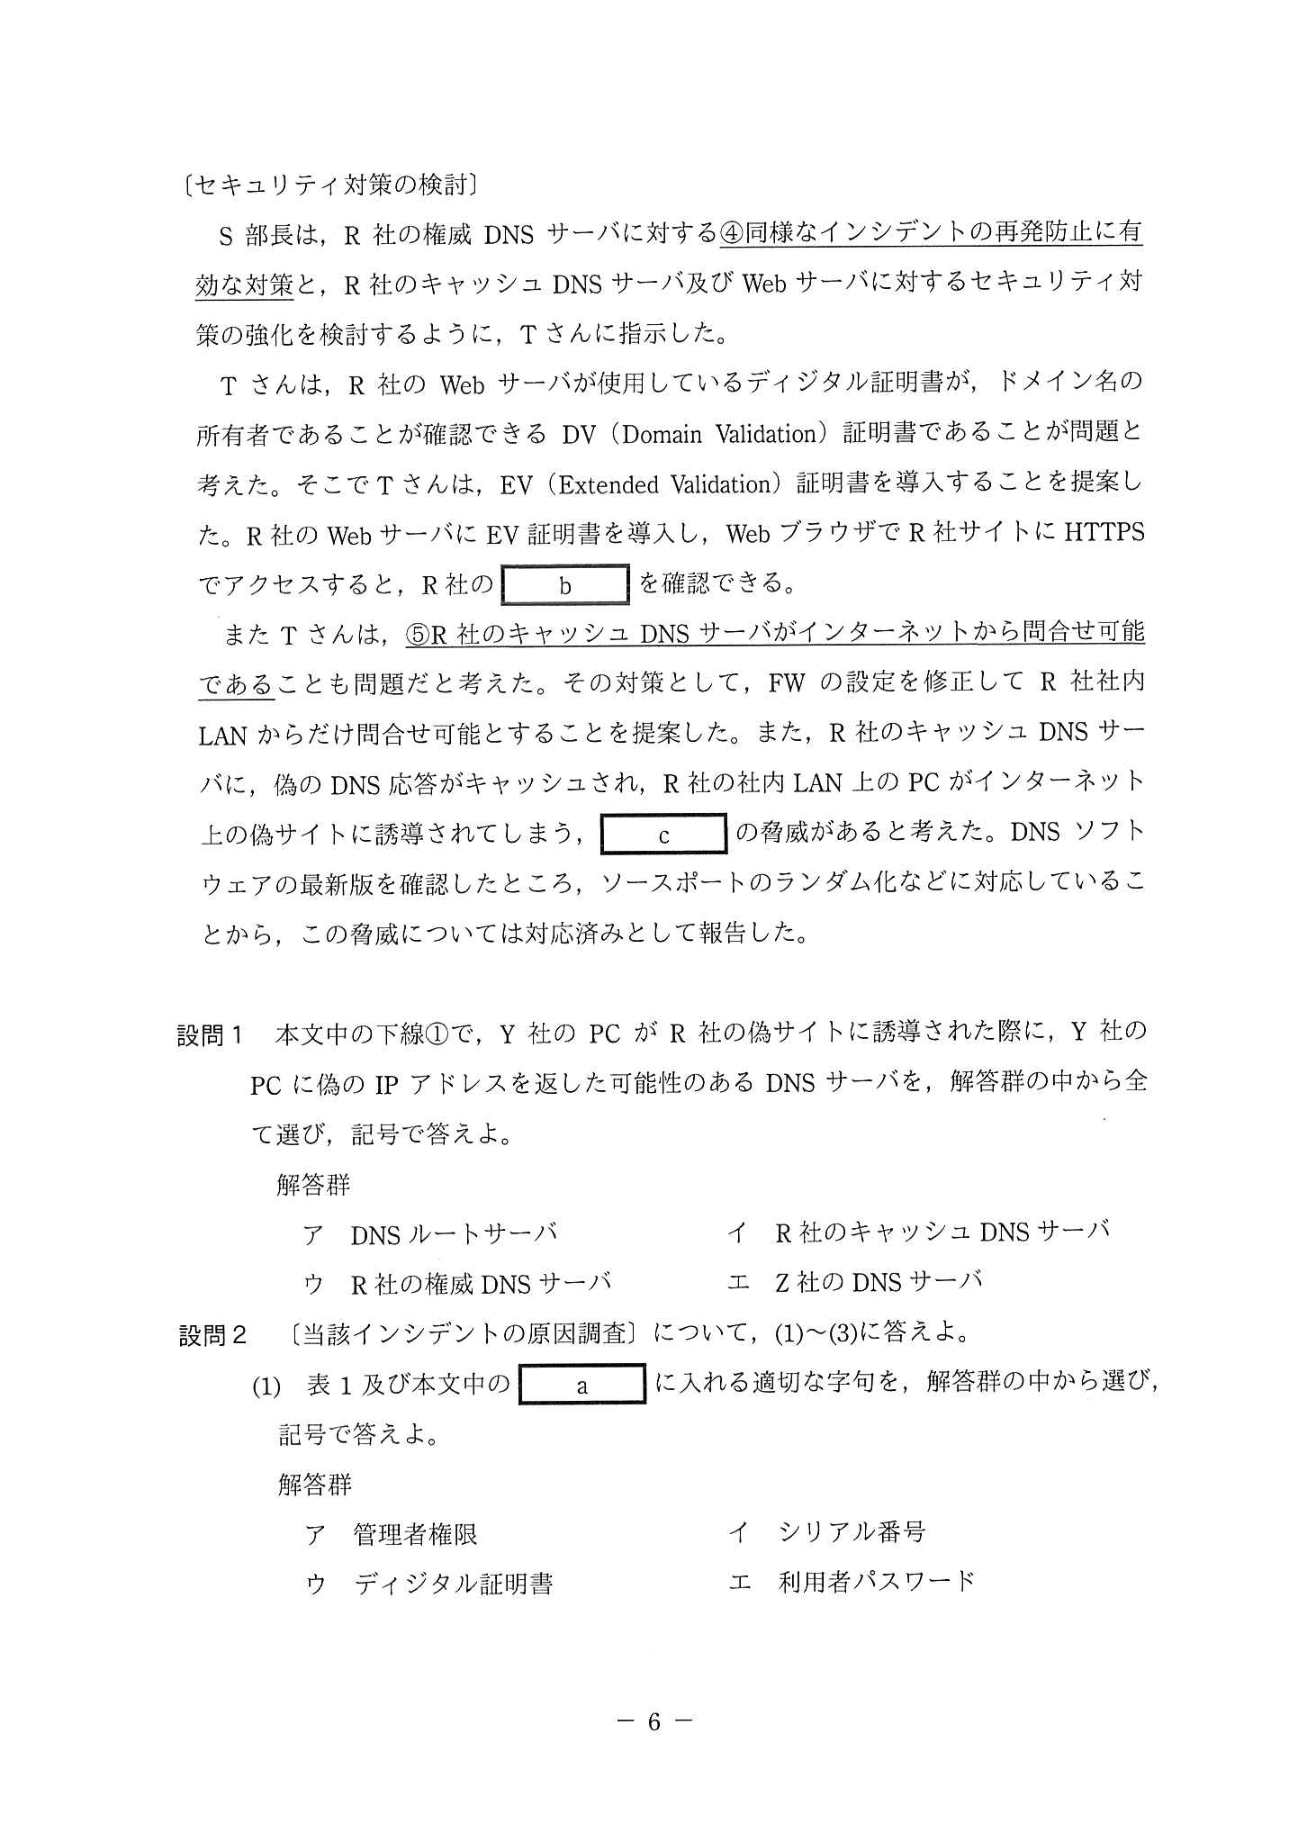 〔セキュリティ対策の検討〕
S 部長は，R 社の権威 DNS サーバに対する④同様なインシデントの再発防止に有
効な対策と，R 社のキャッシュ DNS サーバ及び Web サーバに対するセキュリティ対
策の強化を検討するように，T さんに指示した。
T さんは，R 社の Web サーバが使用しているディジタル証明書が，ドメイン名の
所有者であることが確認できる DV（Domain Validation）証明書であることが問題と
考えた。そこで T さんは，EV（Extended Validation）証明書を導入することを提案し
た。R 社の Web サーバに EV 証明書を導入し，Web ブラウザで R 社サイトに HTTPS
でアクセスすると，R 社の b を確認できる。
また T さんは，⑤R 社のキャッシュ DNS サーバがインターネットから問合せ可能
であることも問題だと考えた。その対策として，FW の設定を修正して R 社社内
LAN からだけ問合せ可能とすることを提案した。また，R 社のキャッシュ DNS サー
バに，偽の DNS 応答がキャッシュされ，R 社の社内 LAN 上の PC がインターネット
上の偽サイトに誘導されてしまう， c の脅威があると考えた。DNS ソフト
ウェアの最新版を確認したところ，ソースポートのランダム化などに対応しているこ
とから，この脅威については対応済みとして報告した。
設問1 本文中の下線①で，Y 社の PC が R 社の偽サイトに誘導された際に，Y 社の
PC に偽の IP アドレスを返した可能性のある DNS サーバを，解答群の中から全
て選び，記号で答えよ。
解答群
ア DNS ルートサーバ イ R 社のキャッシュ DNS サーバ
ウ R 社の権威 DNS サーバ エ Z 社の DNS サーバ
設問2 〔当該インシデントの原因調査〕について，(1)〜(3)に答えよ。
(1) 表 1 及び本文中の a に入れる適切な字句を，解答群の中から選び，
記号で答えよ。
解答群
ア 管理者権限 イ シリアル番号
ウ ディジタル証明書 エ 利用者パスワード
－ 6 －